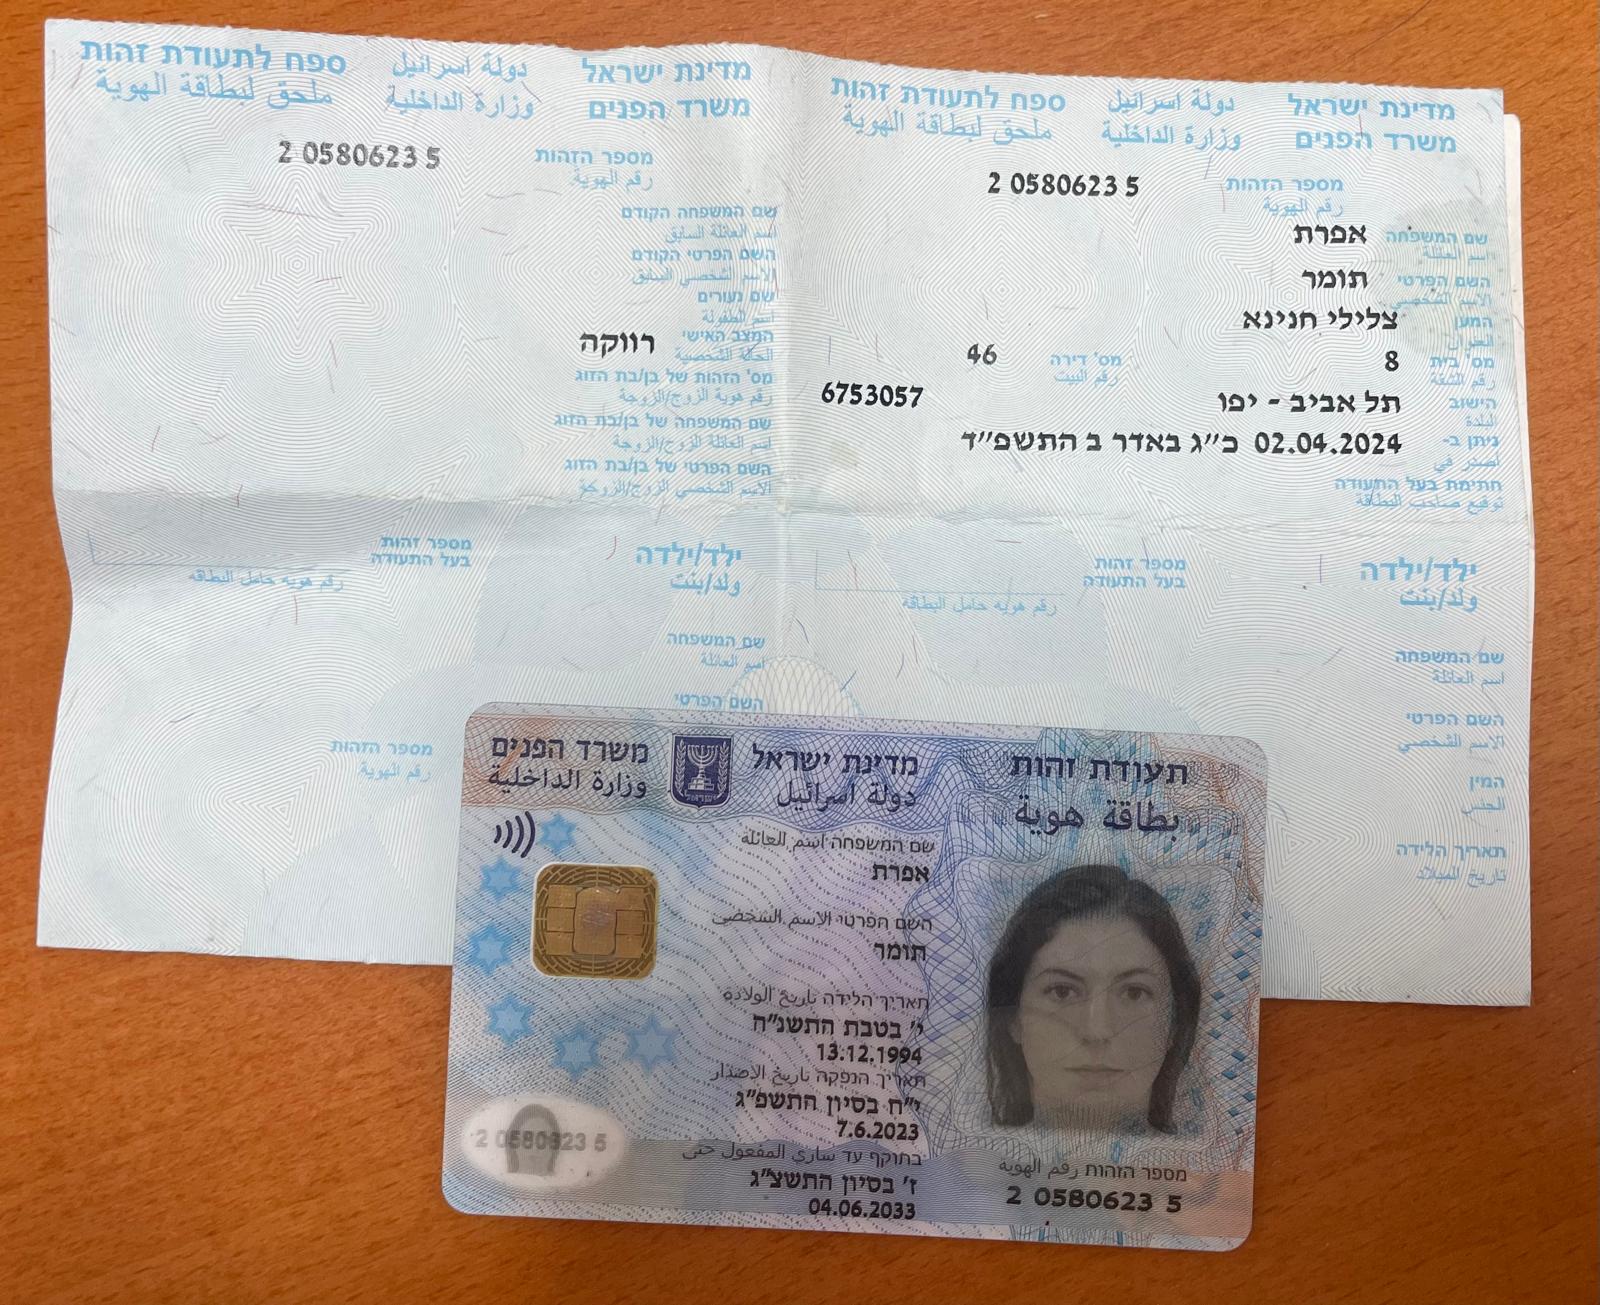 מדינת ישראל
دولة اسرائيل
ספח לתעודת זהות
משרד הפנים
وزارة الداخلية
ملحق لبطاقة الهوية
מספר הזהות
رقم الهوية
2 0580623 5
שם המשפחה
اسم العائلة
אפרת
השם הפרטי
الاسم الشخصي
תומר
המען
العنوان
צלילי חנינא
מס' בית
رقم الشقة
8
מס' דירה
رقم البيت
46
הישוב
البلدة
תל אביב - יפו
6753057
ניתן ב-
اصدر في
02.04.2024 כ״ג באדר ב התשפ״ד
חתימת בעל התעודה
توقيع صاحب البطاقة
ילד/ילדה
ولد/بنت
מספר זהות
בעל התעודה
رقم هوية حامل البطاقة
שם המשפחה
اسم العائلة
השם הפרטי
الاسم الشخصي
המין
الجنس
תאריך הלידה
تاريخ الميلاد
מדינת ישראל
دولة اسرائيل
ספח לתעודת זהות
משרד הפנים
وزارة الداخلية
ملحق لبطاقة الهوية
מספר הזהות
رقم الهوية
2 0580623 5
שם המשפחה הקודם
اسم العائلة السابق
השם הפרטי הקודם
الاسم الشخصي السابق
שם נעורים
اسم الطفولة
המצב האישי
الحالة الشخصية
רווקה
מס' הזהות של בן/בת הזוג
رقم هوية الزوج/الزوجة
שם המשפחה של בן/בת הזוג
اسم العائلة الزوج/الزوجة
השם הפרטי של בן/בת הזוג
الاسم الشخصي الزوج/الزوجة
ילד/ילדה
ولد/بنت
מספר זהות
בעל התעודה
رقم هوية حامل البطاقة
שם המשפחה
اسم العائلة
השם הפרטי
מספר הזהות
رقم الهوية
תעודת זהות
بطاقة هوية
מדינת ישראל
دولة اسرائيل
ישראל
משרד הפנים
وزارة الداخلية
שם המשפחה اسم العائلة
אפרת
השם הפרטי الاسم الشخصي
תומר
תאריך הלידה تاريخ الولادة
י' בטבת התשנ״ח
13.12.1994
תאריך הנפקה تاريخ الاصدار
י״ח בסיון התשפ״ג
7.6.2023
בתוקף עד ساري المفعول حتى
ז' בסיון התשצ״ג
04.06.2033
מספר הזהות رقم الهوية
2 0580623 5
2 0580623 5